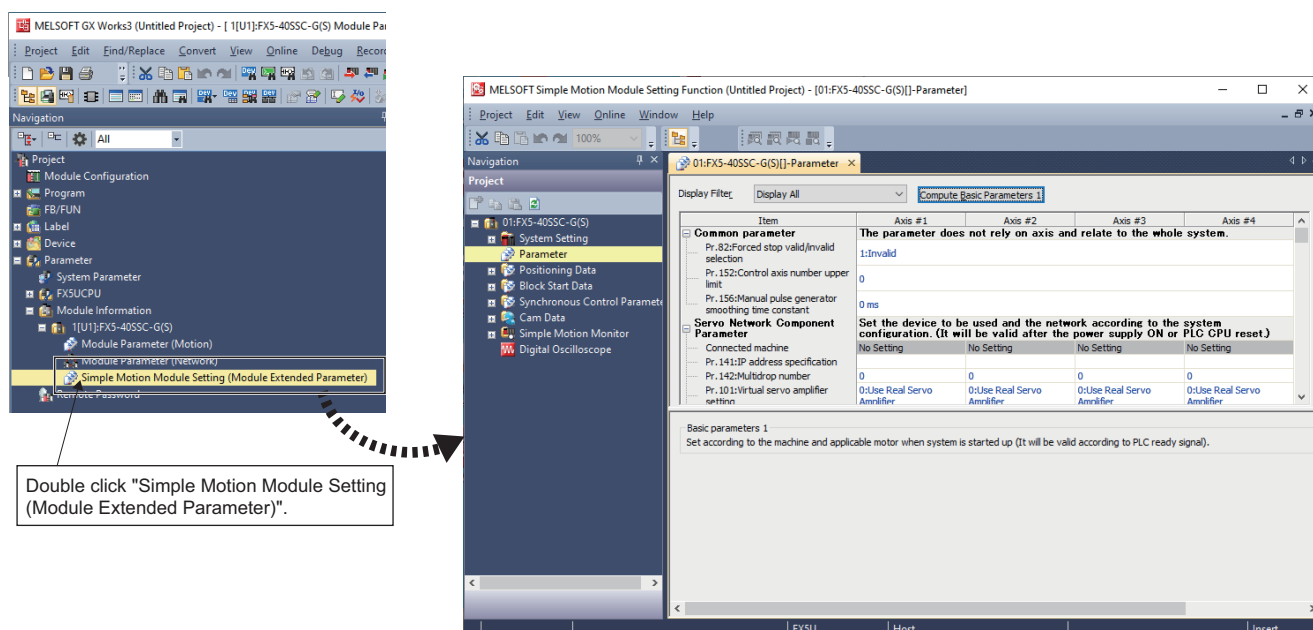 MELSOFT GX Works3 (Untitled Project) - [ 1[U1]:FX5-40SSC-G(S) Module Par
Project Edit Find/Replace Convert View Online Debug Record
Navigation
All
Project
Module Configuration
Program
FB/FUN
Label
Device
Parameter
System Parameter
FX5UCPU
Module Information
1[U1]:FX5-40SSC-G(S)
Module Parameter (Motion)
Module Parameter (Network)
Simple Motion Module Setting (Module Extended Parameter)
Remote Password
Double click "Simple Motion Module Setting
(Module Extended Parameter)".
MELSOFT Simple Motion Module Setting Function (Untitled Project) - [01:FX5-40SSC-G(S)[]-Parameter]
Project Edit View Online Window Help
100%
Navigation
Project
01:FX5-40SSC-G(S)
System Setting
Parameter
Positioning Data
Block Start Data
Synchronous Control Paramete
Cam Data
Simple Motion Monitor
Digital Oscilloscope
01:FX5-40SSC-G(S)[]-Parameter
Display Filter Display All Compute Basic Parameters 1
Item Axis #1 Axis #2 Axis #3 Axis #4
Common parameter The parameter does not rely on axis and relate to the whole system.
Pr.82:Forced stop valid/invalid
selection
1:Invalid
Pr.152:Control axis number upper
limit
0
Pr.156:Manual pulse generator
smoothing time constant
0 ms
Servo Network Component
Parameter
Set the device to be used and the network according to the system
configuration. (It will be valid after the power supply ON or PLC CPU reset.)
Connected machine No Setting No Setting No Setting No Setting
Pr.141:IP address specification
Pr.142:Multidrop number 0 0 0 0
Pr.101:Virtual servo amplifier
setting
0:Use Real Servo
Amplifier
0:Use Real Servo
Amplifier
0:Use Real Servo
Amplifier
0:Use Real Servo
Amplifier
Basic parameters 1
Set according to the machine and applicable motor when system is started up (It will be valid according to PLC ready signal).
FX5U Host Insert